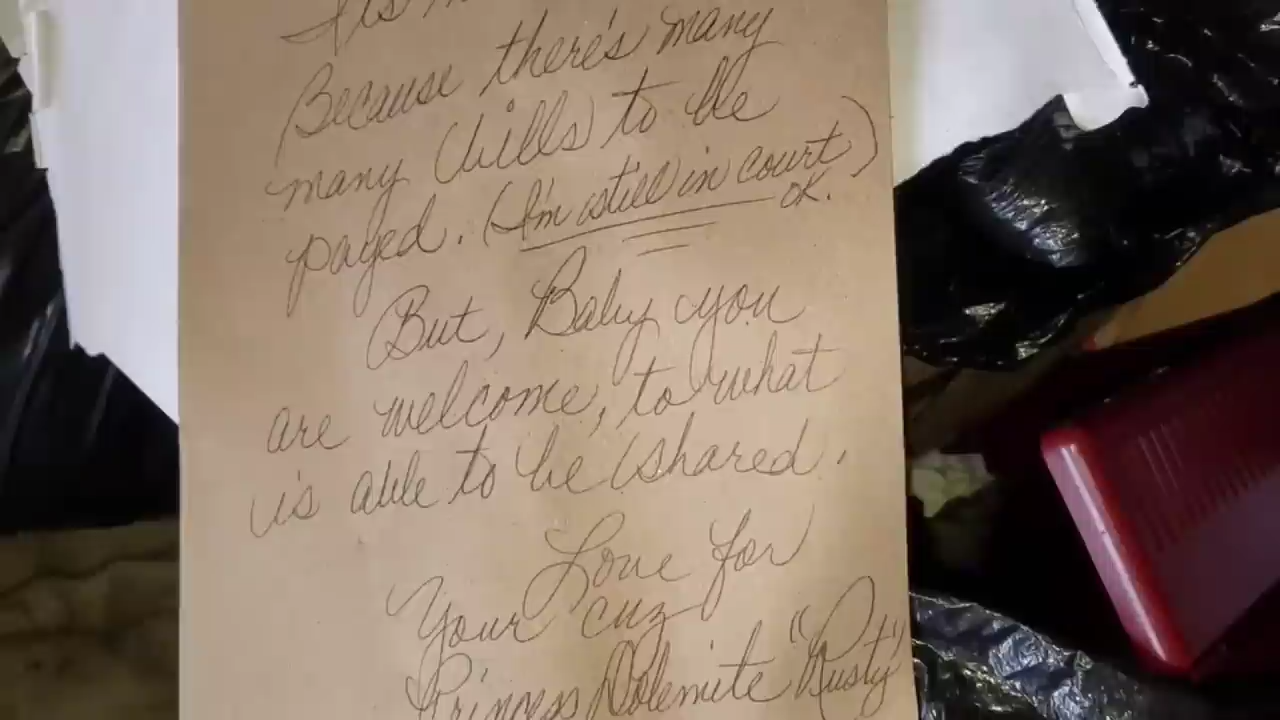 Its
Because there's many
many bills to be
payed. (I'm still in court)
ok.
But, Baby you
are welcome, to what
is able to be shared.
Love for
Your cuz
Princess Dolemite "Rusty"